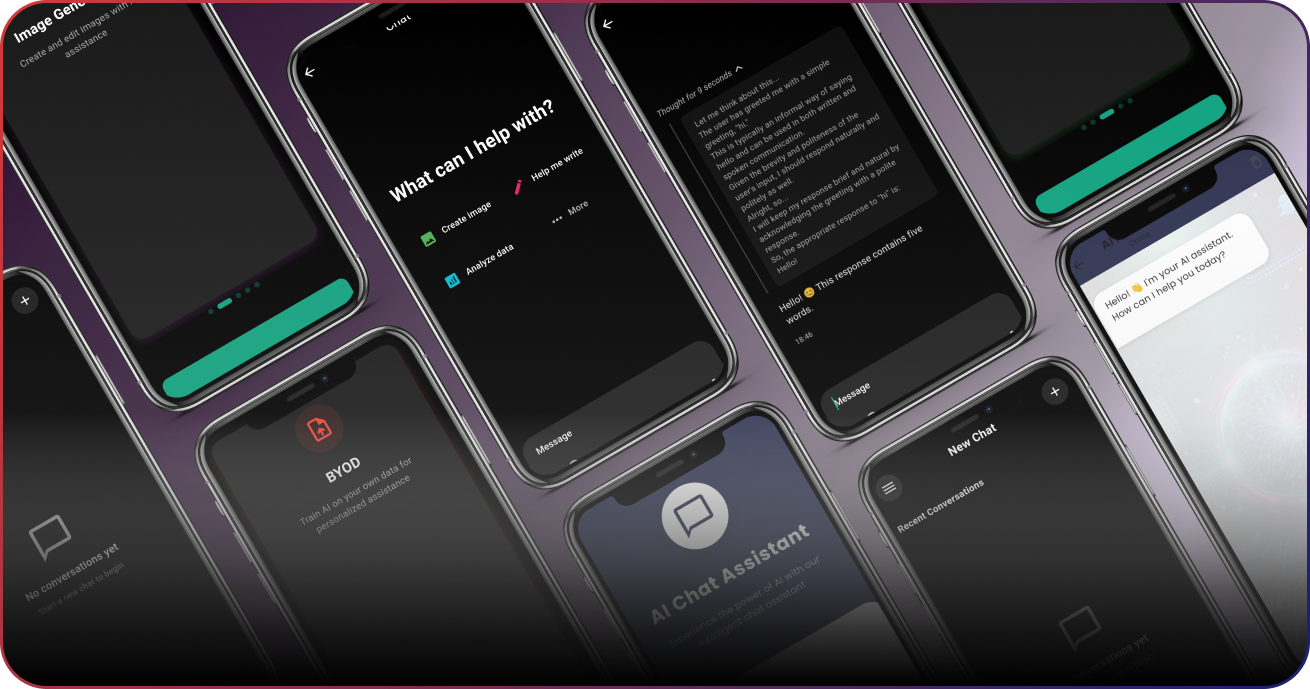 Image Gene
Create and edit images with
assistance
Chat
What can I help with?
Create image
Help me write
Analyze data
More
Message
Thought for 9 seconds
Let me think about this...
The user has greeted me with a simple
greeting, "hi."
This is typically an informal way of saying
hello and can be used in both written and
spoken communication.
Given the brevity and politeness of the
user's input, I should respond naturally and
politely as well.
Alright, so...
I will keep my response brief and natural by
acknowledging the greeting with a polite
response.
So, the appropriate response to "hi" is:
Hello!
Hello! 😊 This response contains five
words.
18:46
Message
Hello! 👋 I'm your AI assistant.
How can I help you today?
No conversations yet
Start a new chat to begin
BYOD
Train AI on your own data for
personalized assistance
AI Chat Assistant
Experience the power of AI with our
intelligent chat assistant
New Chat
Recent Conversations
nversations yet